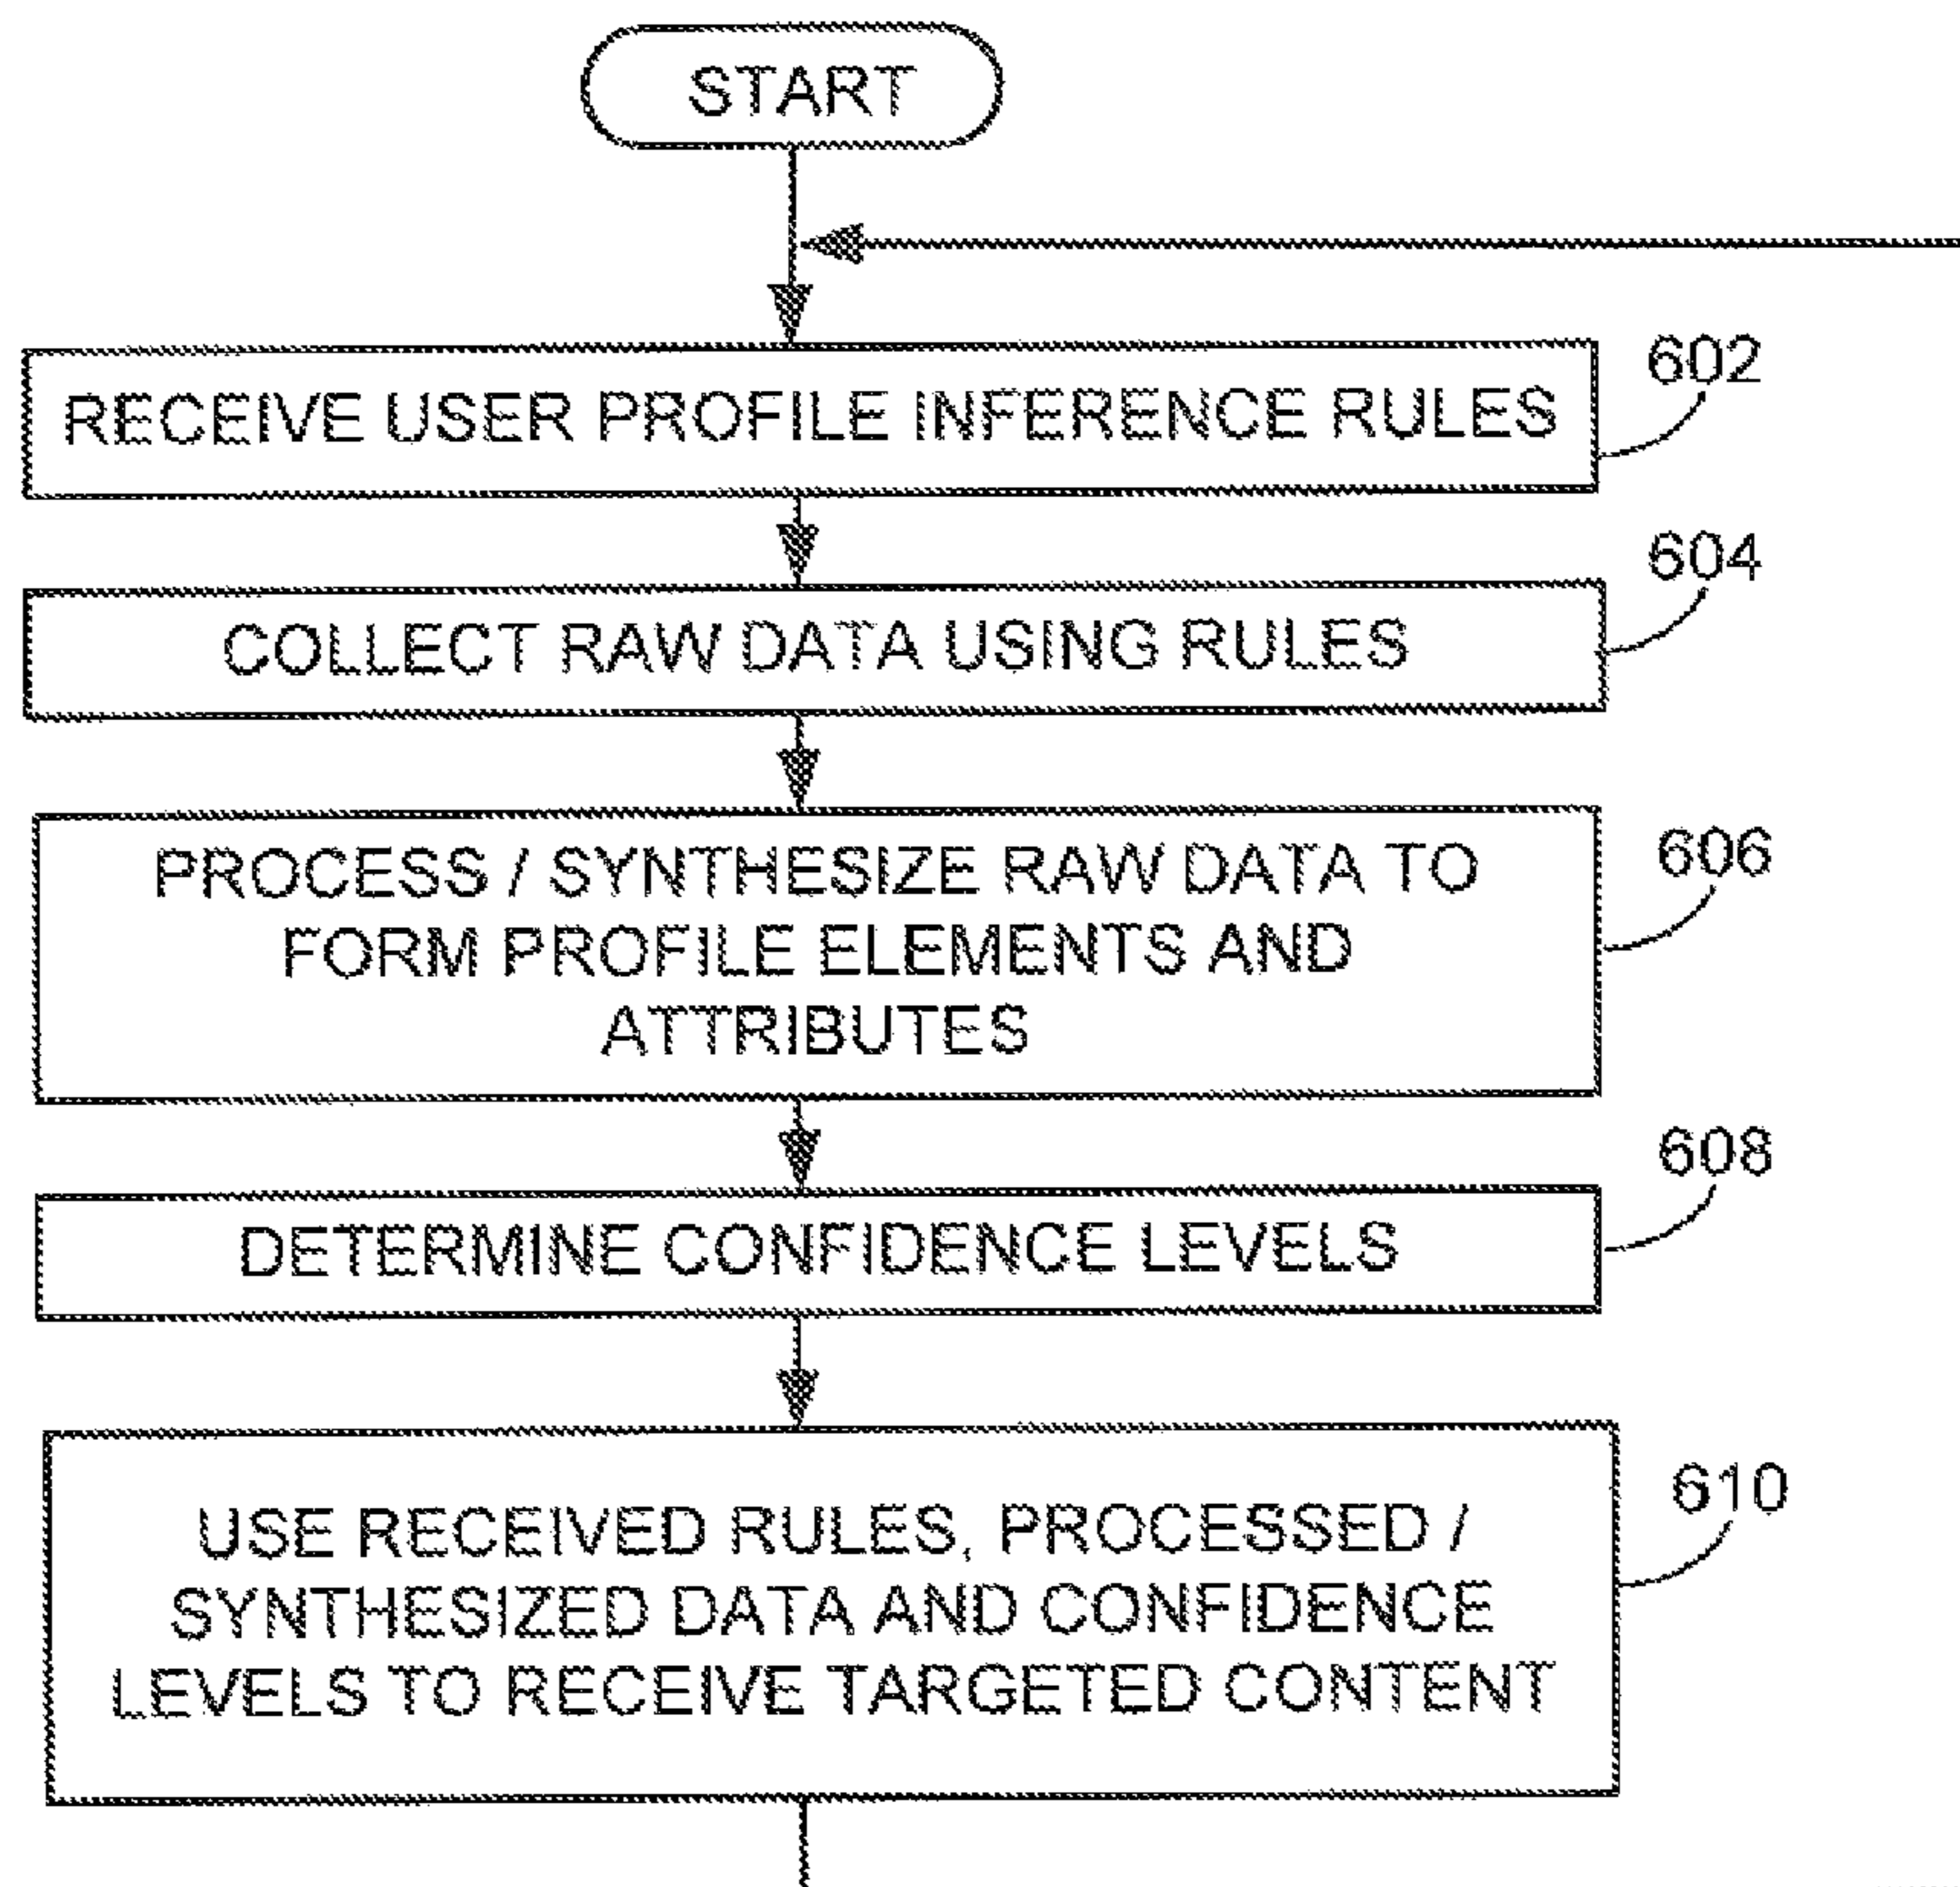 START
RECEIVE USER PROFILE INFERENCE RULES
602
COLLECT RAW DATA USING RULES
604
PROCESS / SYNTHESIZE RAW DATA TO
FORM PROFILE ELEMENTS AND
ATTRIBUTES
606
DETERMINE CONFIDENCE LEVELS
608
USE RECEIVED RULES, PROCESSED /
SYNTHESIZED DATA AND CONFIDENCE
LEVELS TO RECEIVE TARGETED CONTENT
610